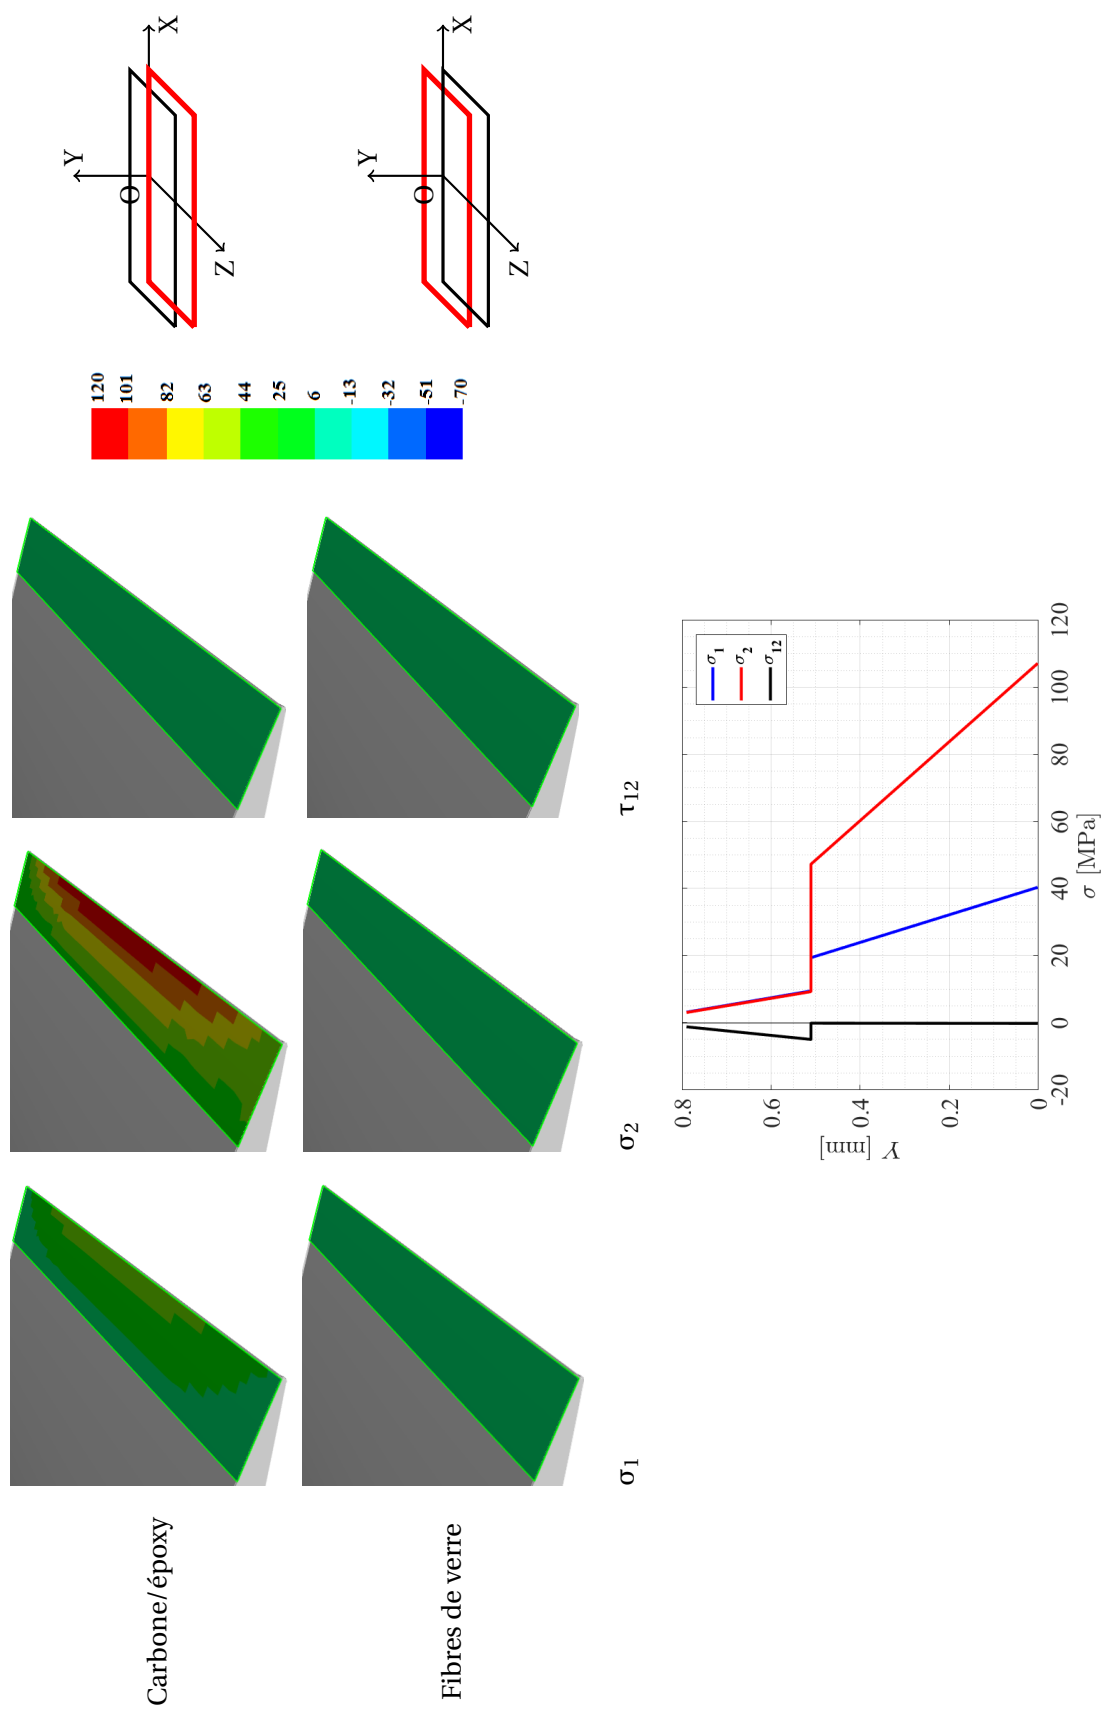 Carbone/époxy
Fibres de verre
σ1
σ2
τ12
120
101
82
63
44
25
6
-13
-32
-51
-70
Y
O
X
Z
Y
O
X
Z
σ1
σ2
σ12
0.8
0.6
0.4
0.2
0
Y [mm]
-20
0
20
40
60
80
100
120
σ [MPa]